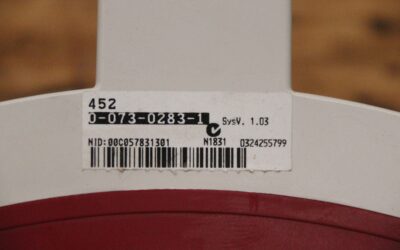 452
0-073-0283-1 SysV. 1.03
NID:00C057831301 N1831 0324255799